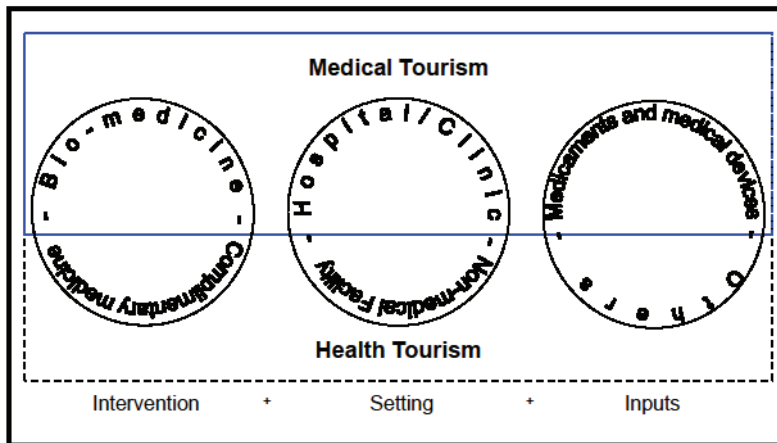 Medical Tourism
- Bio-medicine -
Complimentary medicine
- Hospital/Clinic -
Non-medical Facility
- Medicaments and medical devices -
Others
Health Tourism
Intervention + Setting + Inputs